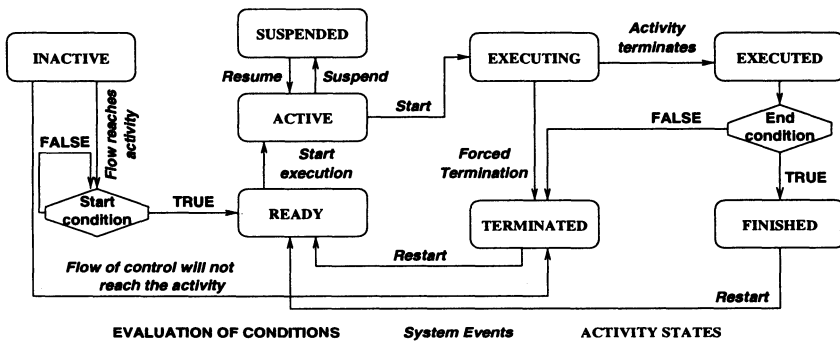 INACTIVE
SUSPENDED
EXECUTING
Activity
terminates
EXECUTED
Resume
Suspend
ACTIVE
Start
Flow reaches
activity
FALSE
Start
execution
Forced
Termination
FALSE
End
condition
TRUE
Start
condition
TRUE
READY
TERMINATED
FINISHED
Restart
Flow of control will not
reach the activity
Restart
EVALUATION OF CONDITIONS
System Events
ACTIVITY STATES